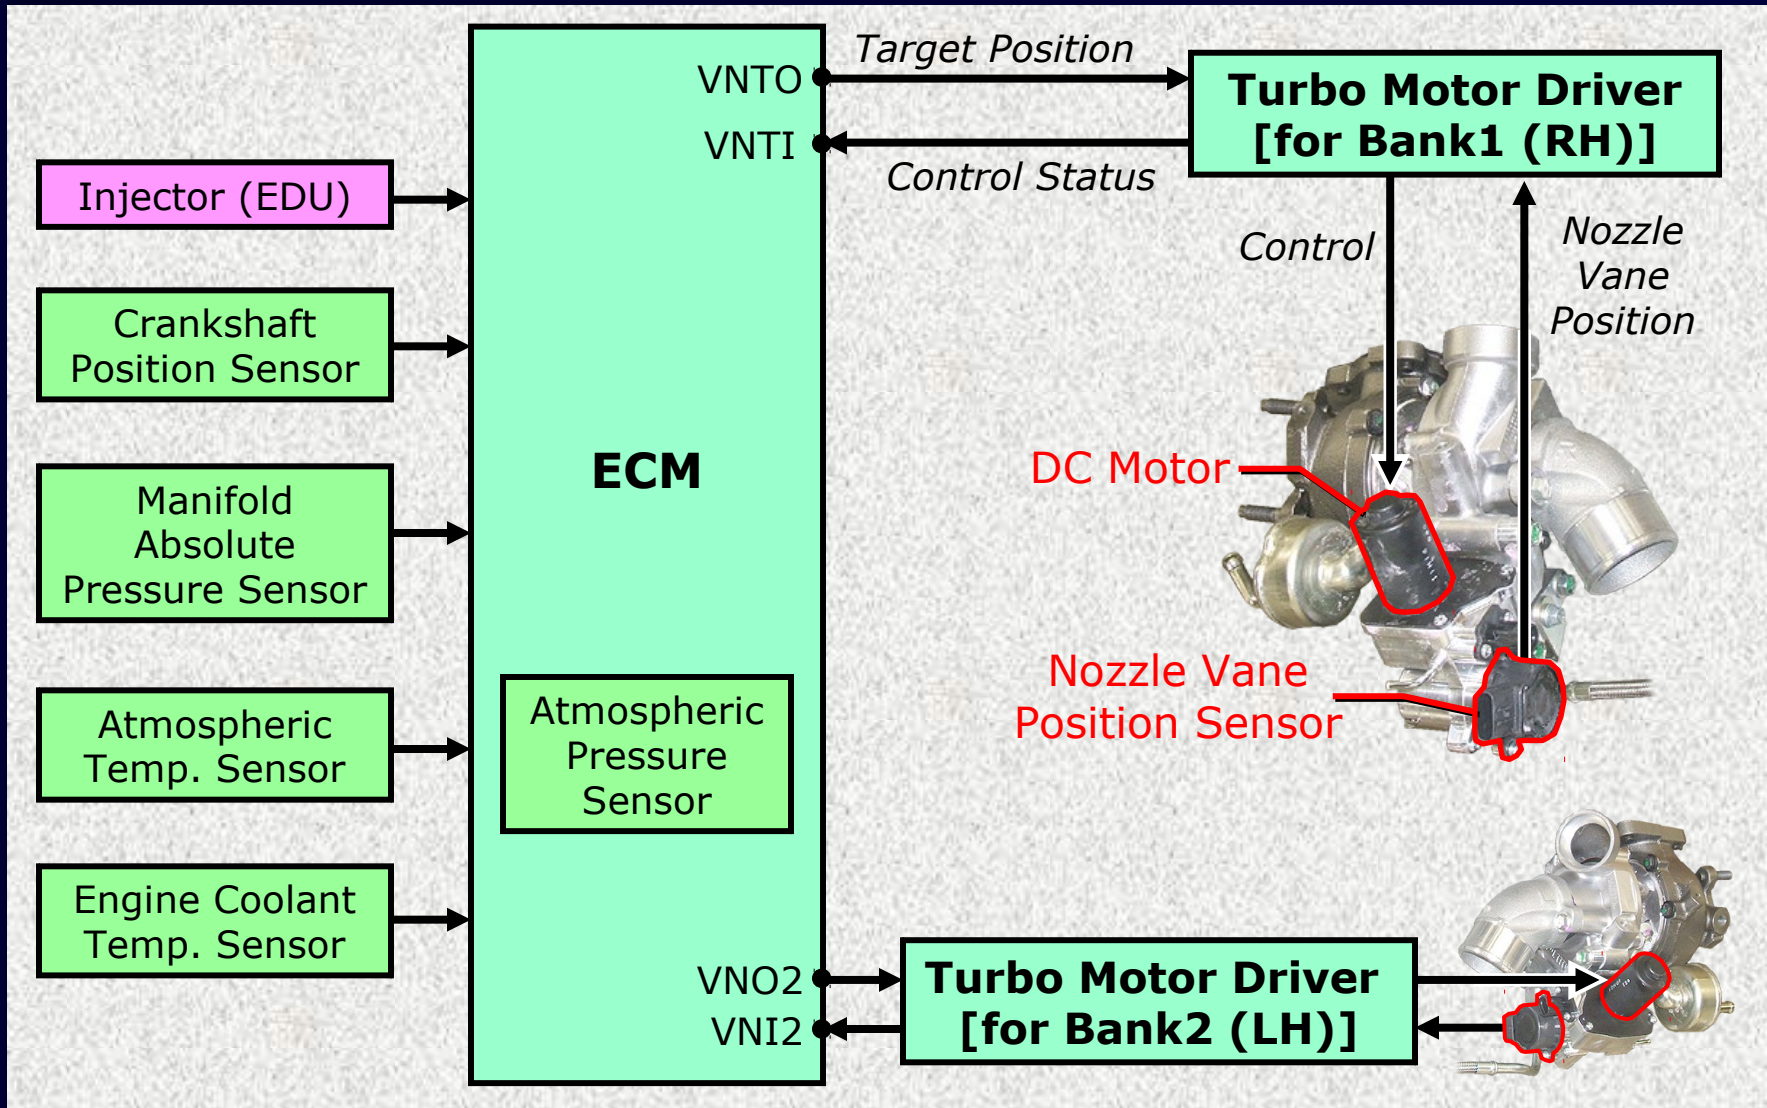 Injector (EDU)
Crankshaft
Position Sensor
Manifold
Absolute
Pressure Sensor
Atmospheric
Temp. Sensor
Engine Coolant
Temp. Sensor
ECM
Atmospheric
Pressure
Sensor
VNTO
VNTI
VNO2
VNI2
Target Position
Control Status
Turbo Motor Driver
[for Bank1 (RH)]
Control
Nozzle
Vane
Position
DC Motor
Nozzle Vane
Position Sensor
Turbo Motor Driver
[for Bank2 (LH)]